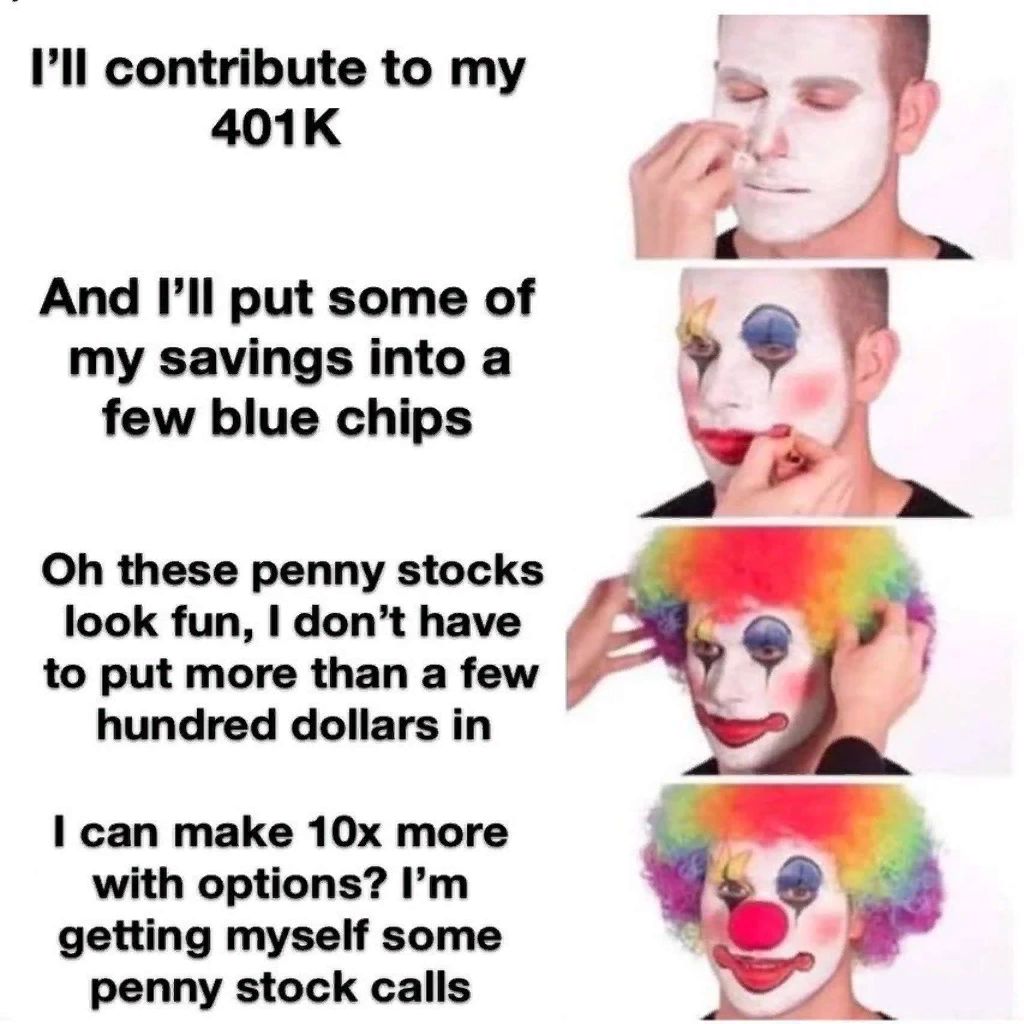 I’ll contribute to my
401K
And I’ll put some of
my savings into a
few blue chips
Oh these penny stocks
look fun, I don’t have
to put more than a few
hundred dollars in
I can make 10x more
with options? I’m
getting myself some
penny stock calls